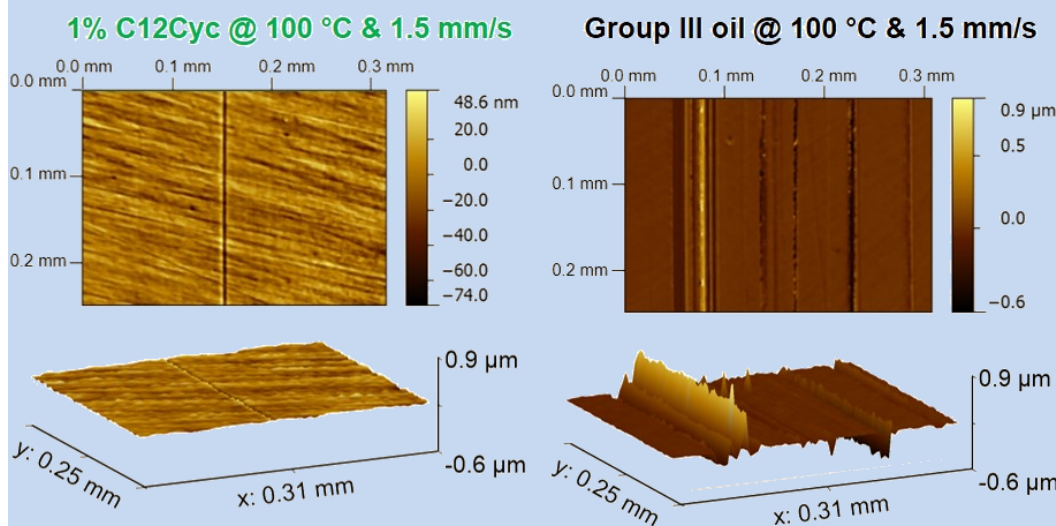 1% C12Cyc @ 100 °C & 1.5 mm/s
0.0 mm 0.1 mm 0.2 mm 0.3 mm
0.0 mm
0.1 mm
0.2 mm
48.6 nm
20.0
0.0
−20.0
−40.0
−60.0
−74.0
0.9 µm
-0.6 µm
y: 0.25 mm
x: 0.31 mm
Group III oil @ 100 °C & 1.5 mm/s
0.0 mm 0.1 mm 0.2 mm 0.3 mm
0.0 mm
0.1 mm
0.2 mm
0.9 µm
0.5
0.0
−0.6
0.9 µm
-0.6 µm
y: 0.25 mm
x: 0.31 mm